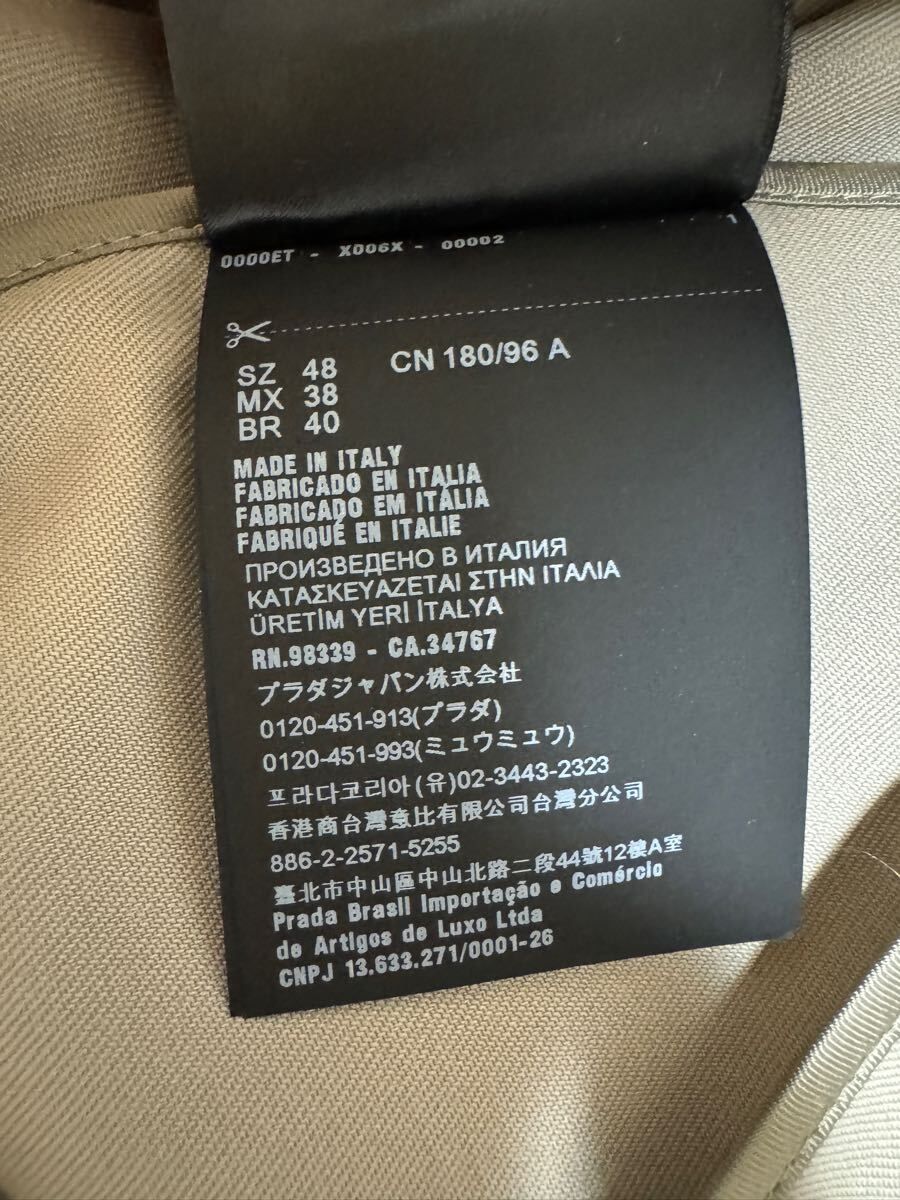 0000ET - X006X - 00002
1
SZ 48 CN 180/96 A
MX 38
BR 40
MADE IN ITALY
FABRICADO EN ITALIA
FABRICADO EM ITÁLIA
FABRIQUÉ EN ITALIE
ПРОИЗВЕДЕНО В ИТАЛИЯ
ΚΑΤΑΣΚΕΥΑΖΕΤΑΙ ΣΤΗΝ ΙΤΑΛΙΑ
ÜRETİM YERİ İTALYA
RN.98339 - CA.34767
プラダジャパン株式会社
0120-451-913(プラダ)
0120-451-993(ミュウミュウ)
프라다코리아(유)02-3443-2323
香港商台灣意比有限公司台灣分公司
886-2-2571-5255
臺北市中山區中山北路二段44號12樓A室
Prada Brasil Importação e Comércio
de Artigos de Luxo Ltda
CNPJ 13.633.271/0001-26